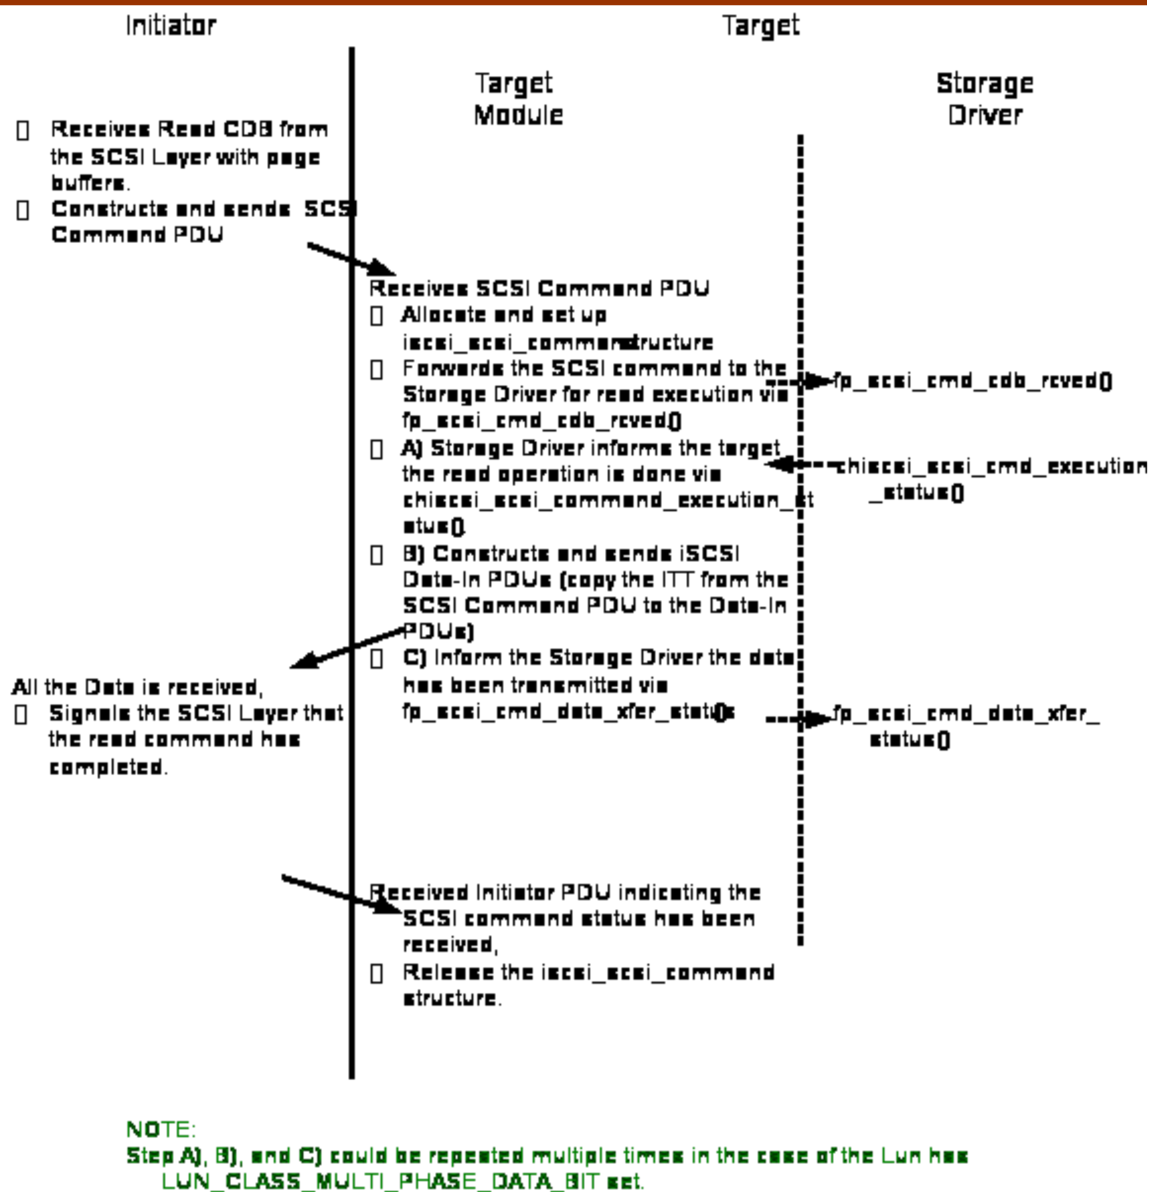 Initiator
Target
Target
Module
Storage
Driver
Receives Read CDB from
the SCSI Layer with page
buffers.
Constructs and sends SCSI
Command PDU
Receives SCSI Command PDU
Allocate and set up
iscsi_scsi_command structure
Forwards the SCSI command to the
Storage Driver for read execution via
fp_scsi_cmd_cdb_rcved()
fp_scsi_cmd_cdb_rcved()
A) Storage Driver informs the target
the read operation is done via
chiscsi_scsi_command_execution_st
atus()
chiscsi_scsi_cmd_execution
_status()
B) Constructs and sends iSCSI
Data-In PDUs (copy the ITT from the
SCSI Command PDU to the Data-In
PDUs)
C) Inform the Storage Driver the data
has been transmitted via
fp_scsi_cmd_data_xfer_status()
fp_scsi_cmd_data_xfer_
status()
All the Data is received,
Signals the SCSI Layer that
the read command has
completed.
Received Initiator PDU indicating the
SCSI command status has been
received,
Release the iscsi_scsi_command
structure.
NOTE:
Step A), B), and C) could be repeated multiple times in the case of the Lun has
LUN_CLASS_MULTI_PHASE_DATA_BIT set.